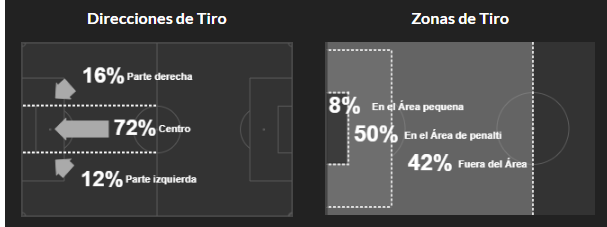 Direcciones de Tiro
16% Parte derecha
72% Centro
12% Parte izquierda
Zonas de Tiro
8% En el Área pequena
50% En el Área de penalti
42% Fuera del Área